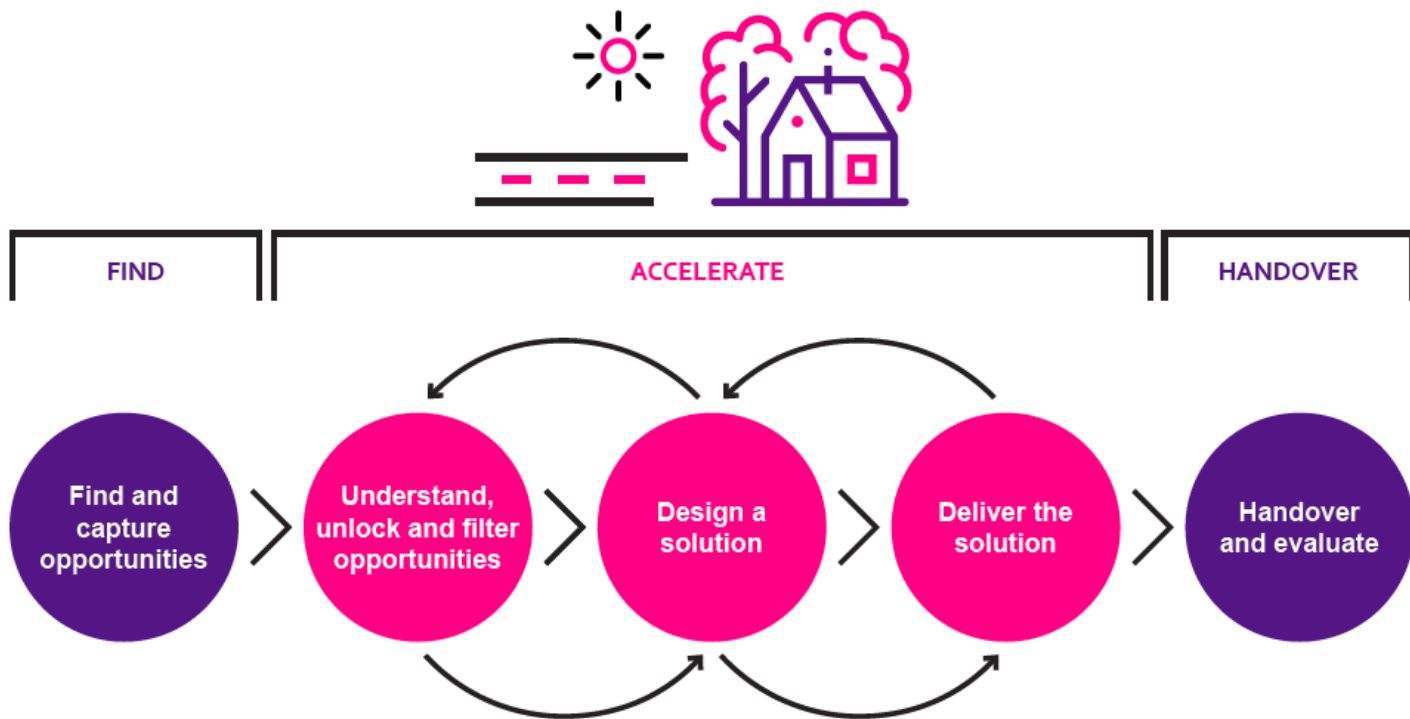 FIND
ACCELERATE
HANDOVER
Find and
capture
opportunities
Understand,
unlock and filter
opportunities
Design a
solution
Deliver the
solution
Handover
and evaluate